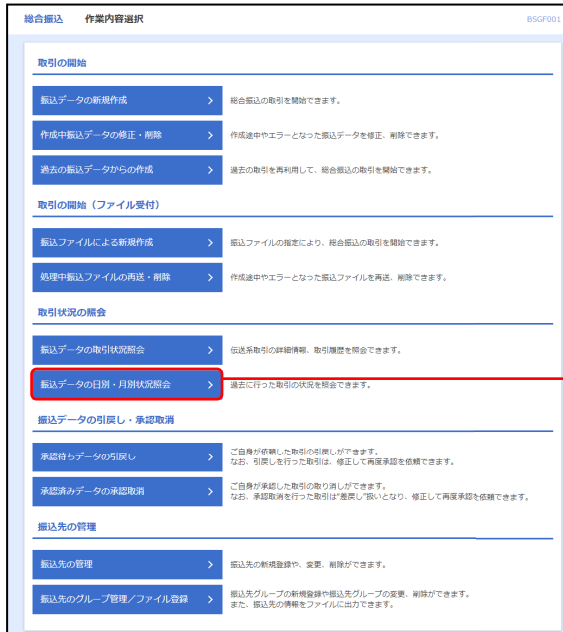 総合振込 作業内容選択 BSGF001
取引の開始
振込データの新規作成 総合振込の取引を開始できます。
作成中振込データの修正・削除 作成途中やエラーとなった振込データを修正、削除できます。
過去の振込データからの作成 過去の取引を再利用して、総合振込の取引を開始できます。
取引の開始（ファイル受付）
振込ファイルによる新規作成 振込ファイルの指定により、総合振込の取引を開始できます。
処理中振込ファイルの再送・削除 作成途中やエラーとなった振込ファイルを再送、削除できます。
取引状況の照会
振込データの取引状況照会 伝送系取引の詳細情報、取引履歴を照会できます。
振込データの日別・月別状況照会 過去に行った取引の状況を照会できます。
振込データの引戻し・承認取消
承認待ちデータの引戻し ご自身が依頼した取引の引戻しができます。
なお、引戻しを行った取引は、修正して再度承認を依頼できます。
承認済みデータの承認取消 ご自身が承認した取引の取り消しができます。
なお、承認取消を行った取引は"差戻し"扱いとなり、修正して再度承認を依頼できます。
振込先の管理
振込先の管理 振込先の新規登録や、変更、削除ができます。
振込先のグループ管理／ファイル登録 振込先グループの新規登録や振込先グループの変更、削除ができます。
また、振込先の情報をファイルに出力できます。